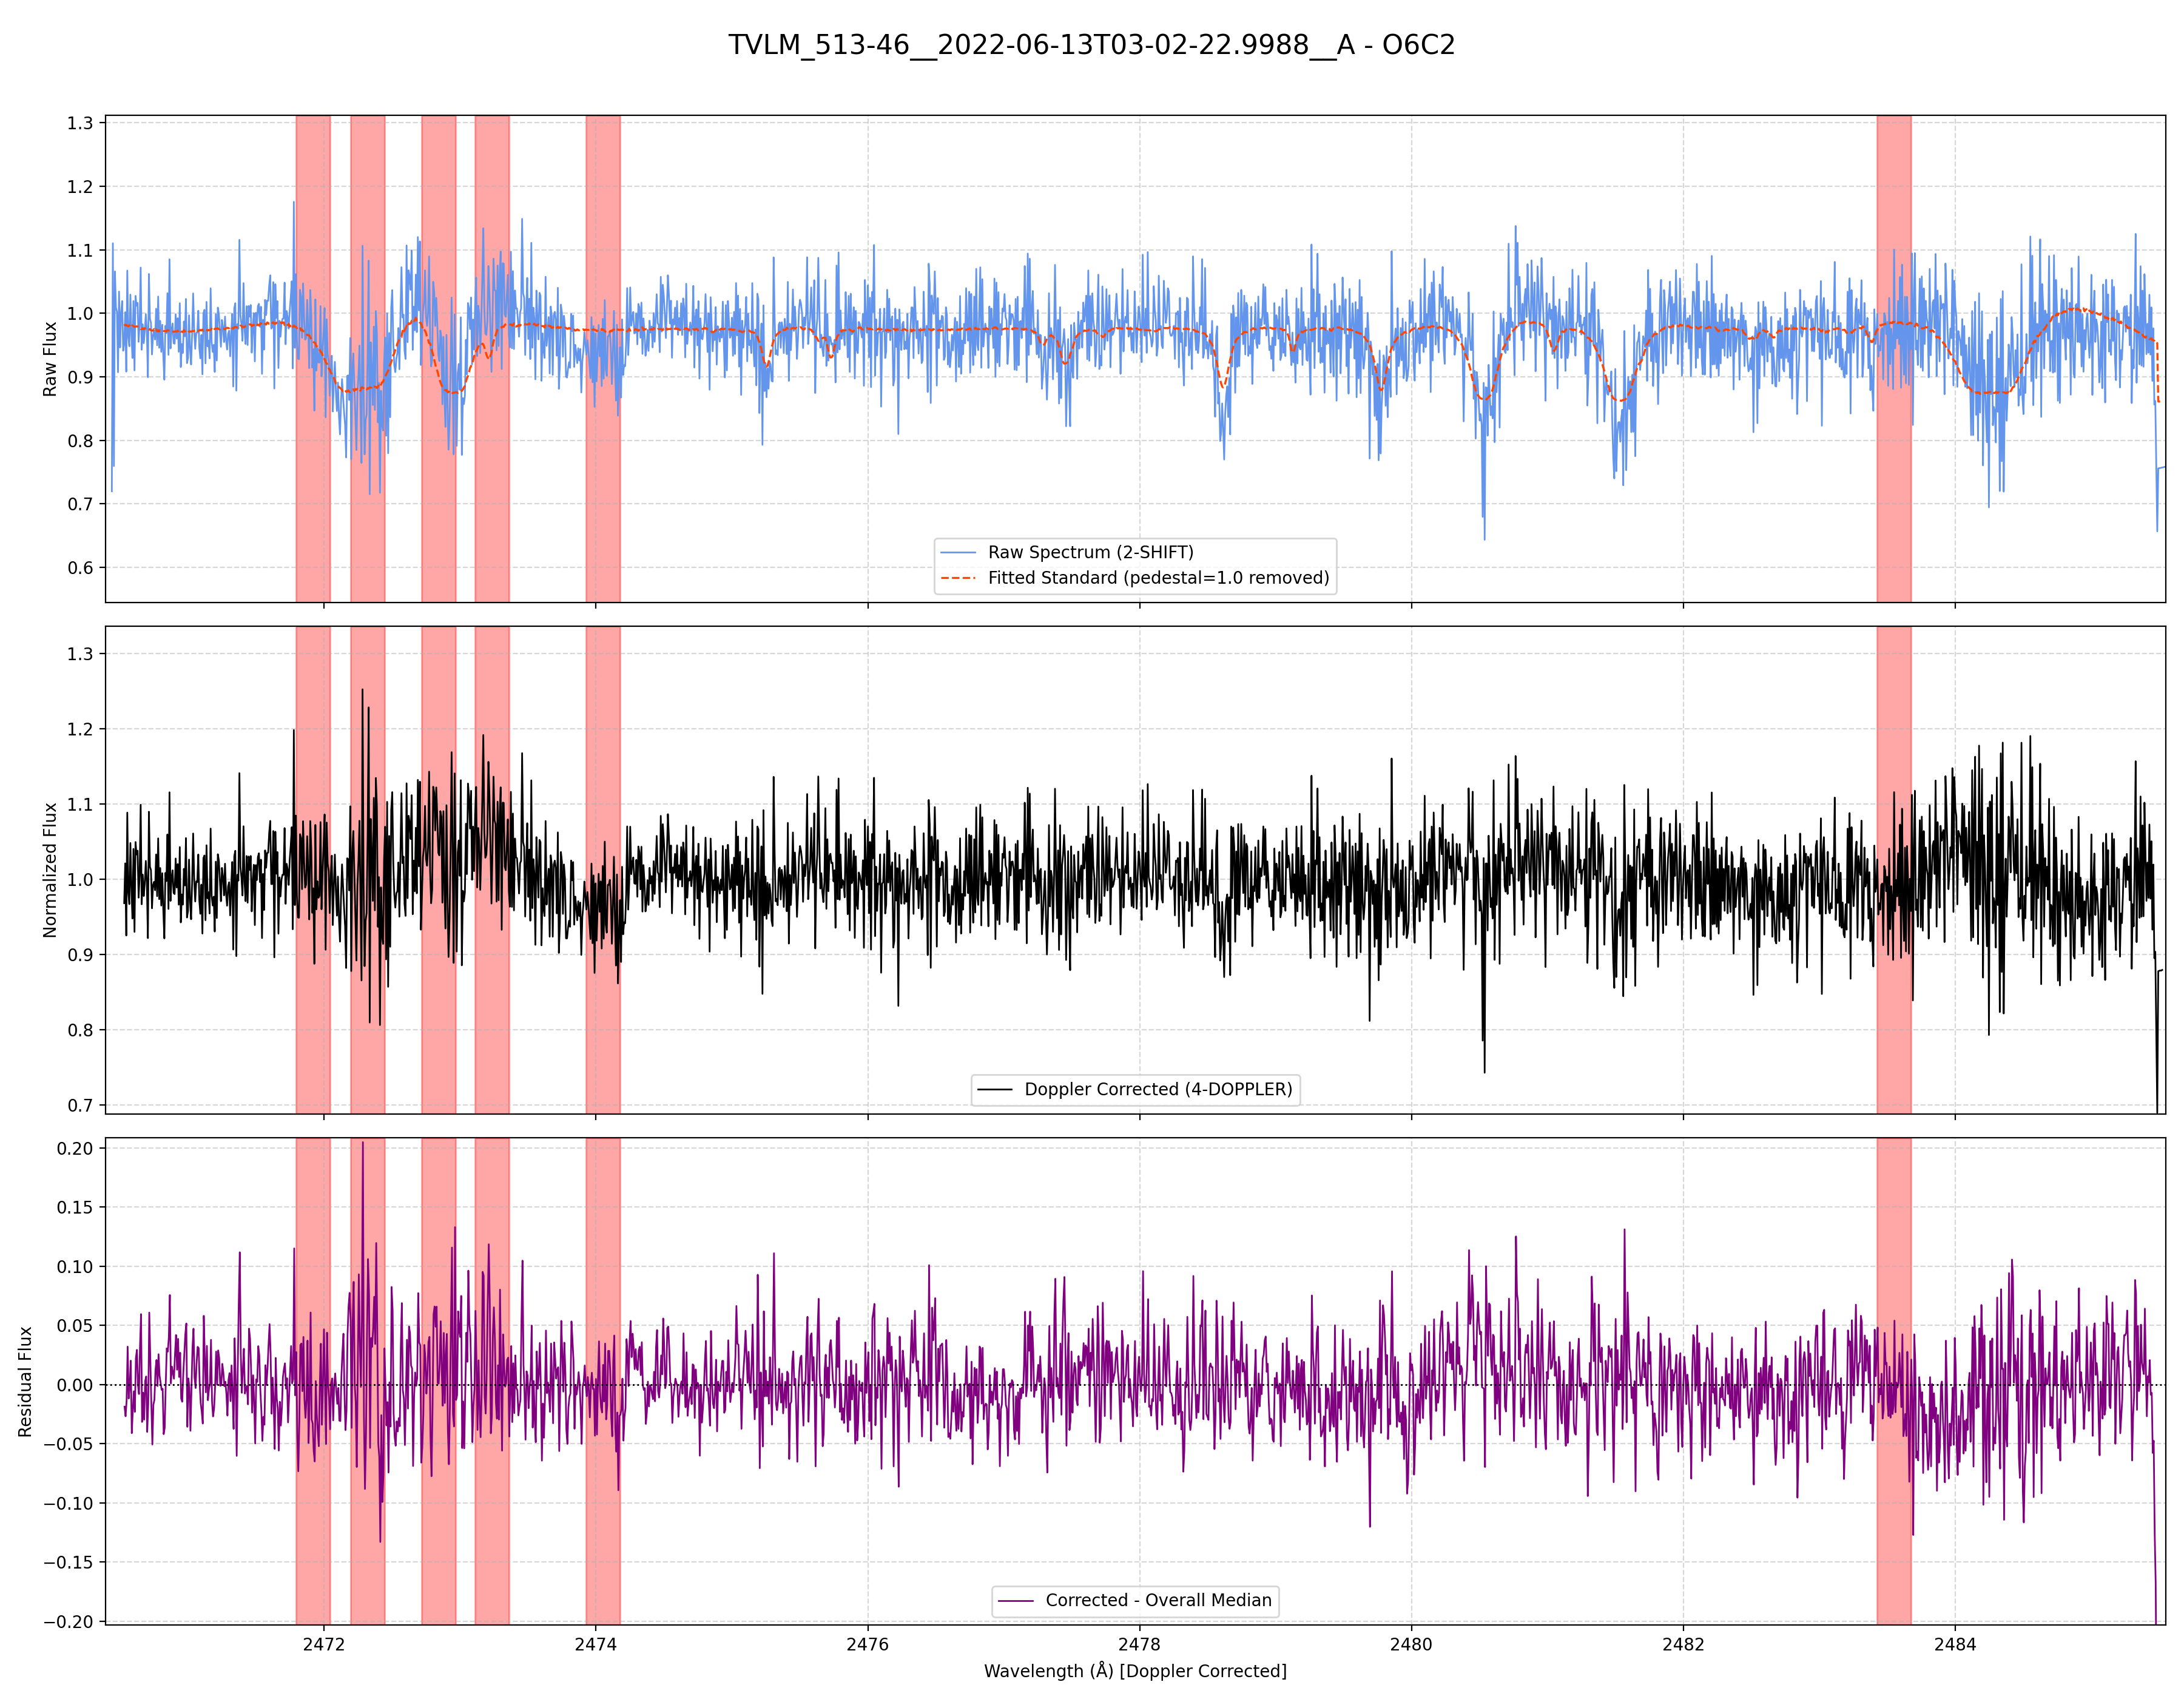 TVLM_513-46__2022-06-13T03-02-22.9988__A - O6C2
1.3
1.2
1.1
1.0
0.9
0.8
0.7
0.6
Raw Flux
Raw Spectrum (2-SHIFT)
Fitted Standard (pedestal=1.0 removed)
1.3
1.2
1.1
1.0
0.9
0.8
0.7
Normalized Flux
Doppler Corrected (4-DOPPLER)
0.20
0.15
0.10
0.05
0.00
−0.05
−0.10
−0.15
−0.20
Residual Flux
Corrected - Overall Median
2472 2474 2476 2478 2480 2482 2484
Wavelength (Å) [Doppler Corrected]